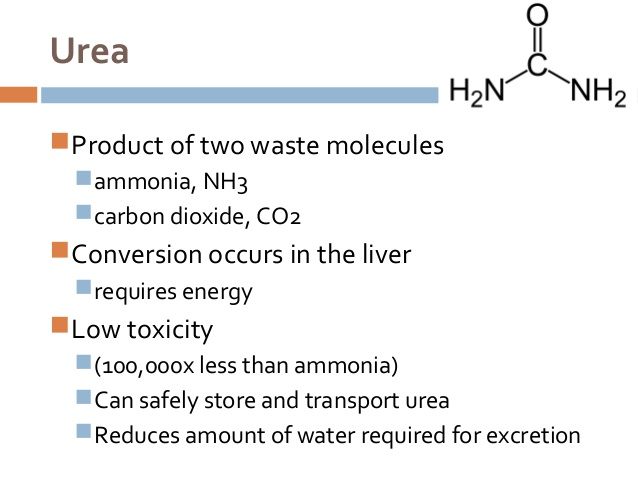 Urea
O
C
H2N NH2
Product of two waste molecules
ammonia, NH3
carbon dioxide, CO2
Conversion occurs in the liver
requires energy
Low toxicity
(100,000x less than ammonia)
Can safely store and transport urea
Reduces amount of water required for excretion